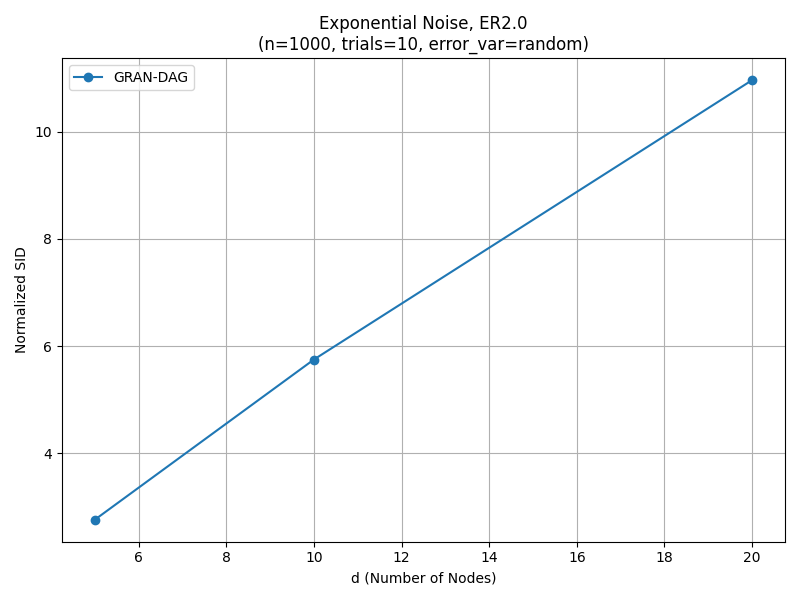 Exponential Noise, ER2.0
(n=1000, trials=10, error_var=random)
GRAN-DAG
Normalized SID
10
8
6
4
6 8 10 12 14 16 18 20
d (Number of Nodes)